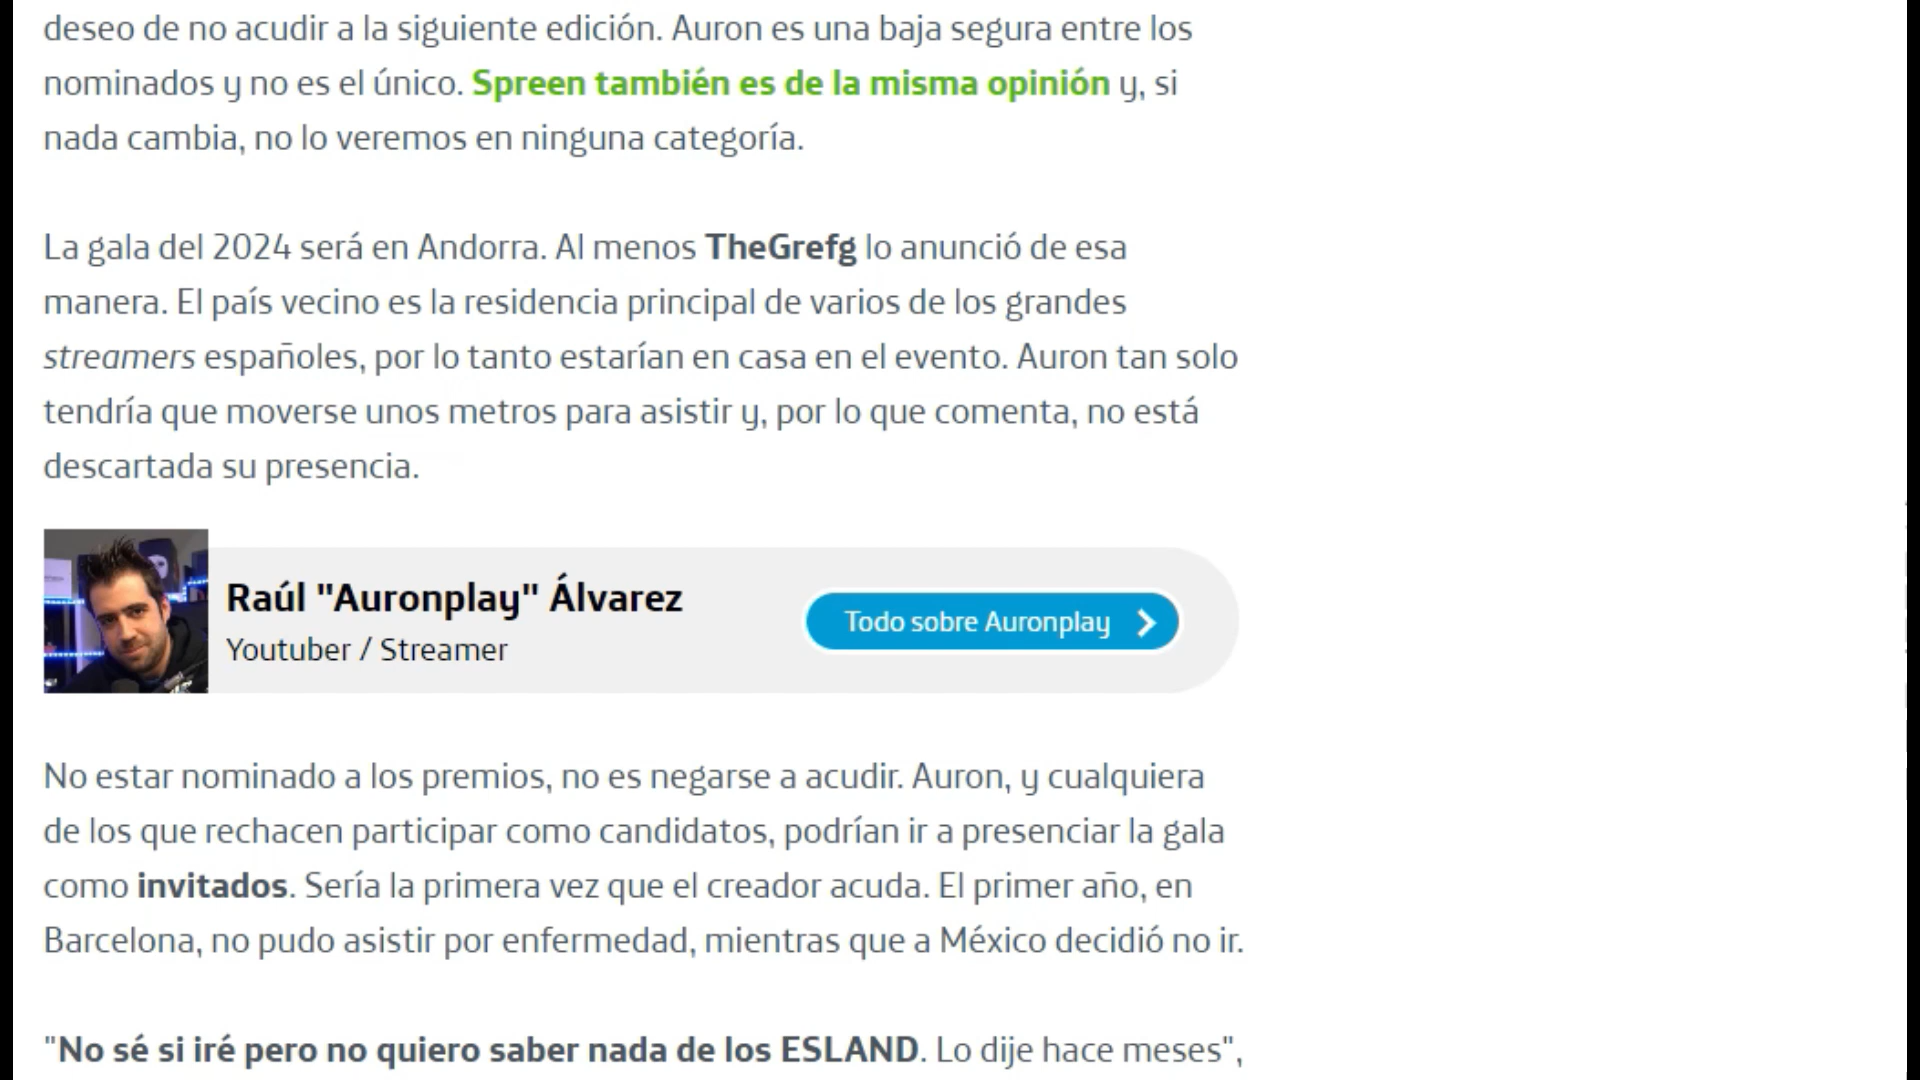 deseo de no acudir a la siguiente edición. Auron es una baja segura entre los
nominados y no es el único. Spreen también es de la misma opinión y, si
nada cambia, no lo veremos en ninguna categoría.
La gala del 2024 será en Andorra. Al menos TheGrefg lo anunció de esa
manera. El país vecino es la residencia principal de varios de los grandes
streamers españoles, por lo tanto estarían en casa en el evento. Auron tan solo
tendría que moverse unos metros para asistir y, por lo que comenta, no está
descartada su presencia.
Raúl "Auronplay" Álvarez
Youtuber / Streamer
Todo sobre Auronplay
No estar nominado a los premios, no es negarse a acudir. Auron, y cualquiera
de los que rechacen participar como candidatos, podrían ir a presenciar la gala
como invitados. Sería la primera vez que el creador acuda. El primer año, en
Barcelona, no pudo asistir por enfermedad, mientras que a México decidió no ir.
"No sé si iré pero no quiero saber nada de los ESLAND. Lo dije hace meses",